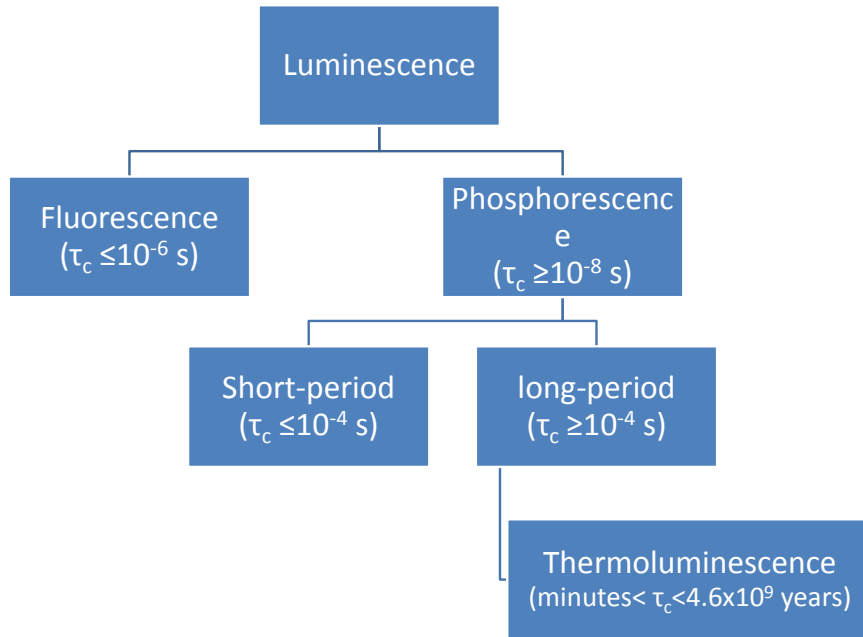 Luminescence
Fluorescence
(τc ≤10-6 s)
Phosphorescenc
e
(τc ≥10-8 s)
Short-period
(τc ≤10-4 s)
long-period
(τc ≥10-4 s)
Thermoluminescence
(minutes< τc<4.6x109 years)